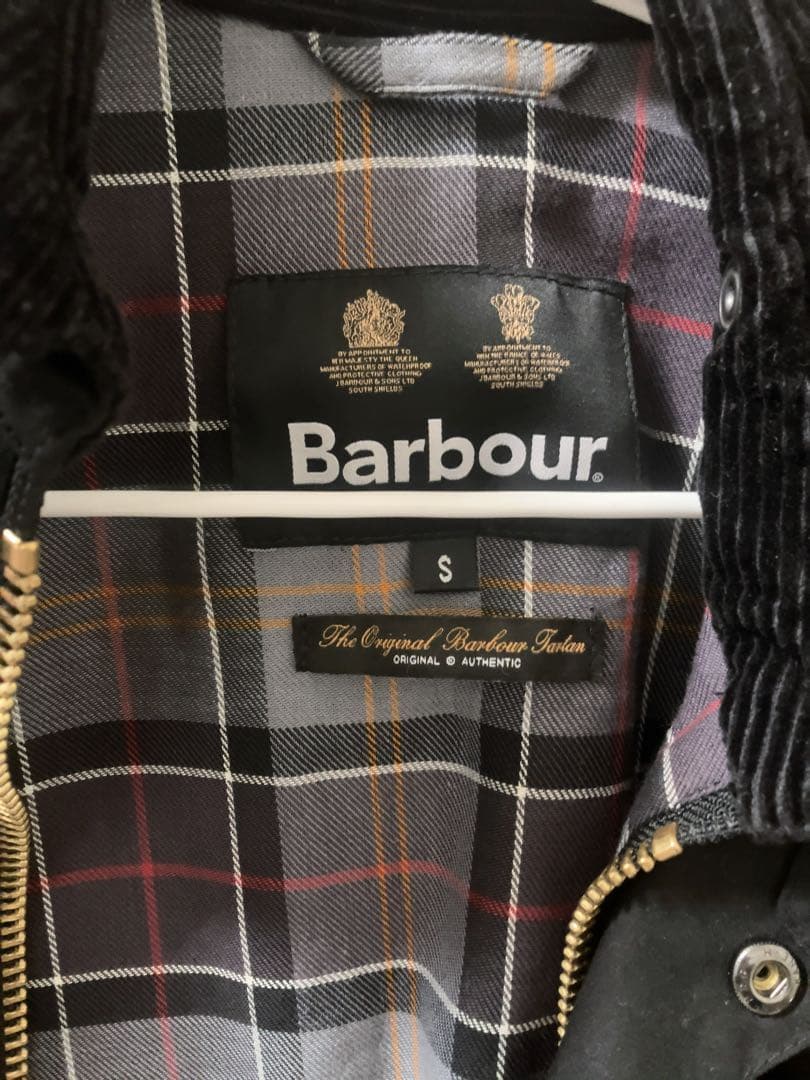 BY APPOINTMENT TO
HER MAJESTY THE QUEEN
MANUFACTURERS OF WATERPROOF
AND PROTECTIVE CLOTHING
J BARBOUR & SONS LTD
SOUTH SHIELDS
BY APPOINTMENT TO
HRH THE PRINCE OF WALES
MANUFACTURERS OF WATERPROOF
AND PROTECTIVE CLOTHING
J BARBOUR & SONS LTD
SOUTH SHIELDS
Barbour®
S
The Original Barbour Tartan
ORIGINAL & AUTHENTIC